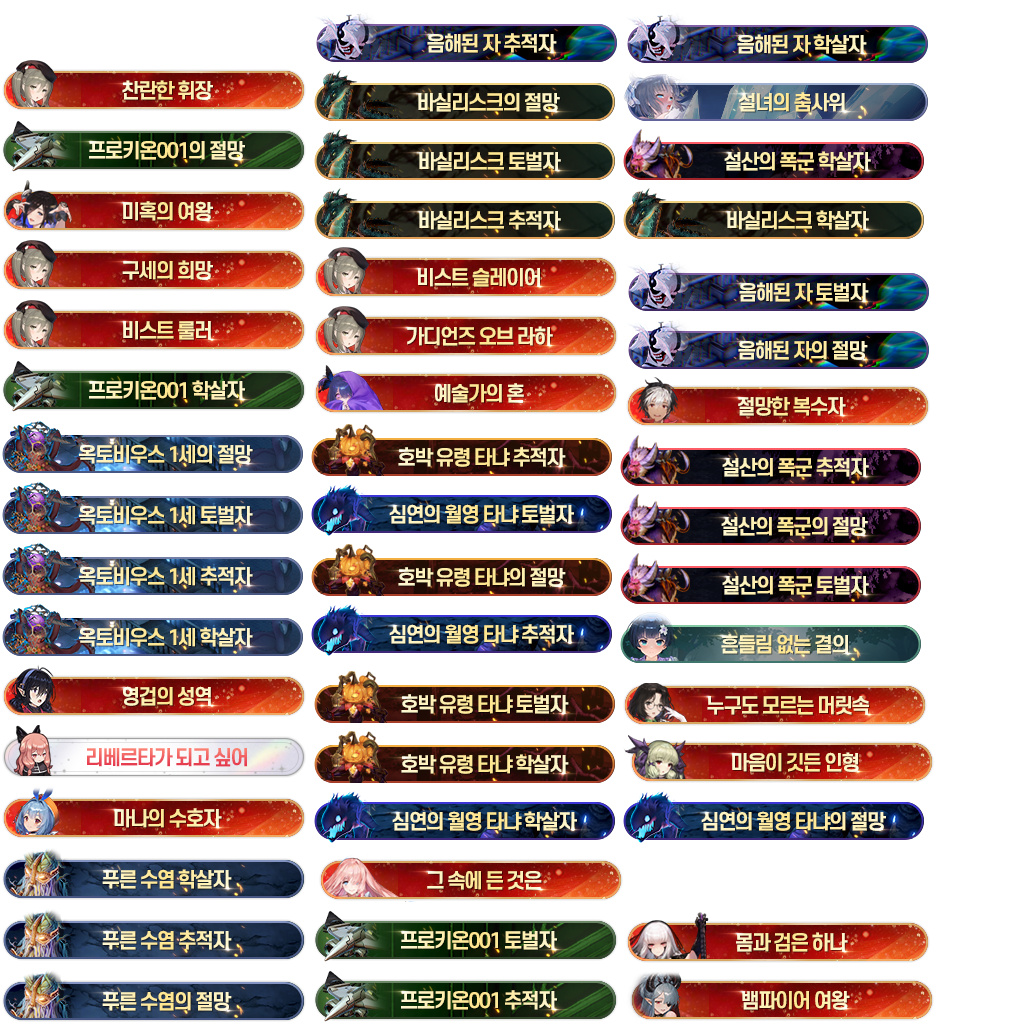 찬란한 휘장
프로키온001의 절망
미혹의 여왕
구세의 희망
비스트 룰러
프로키온001 학살자
옥토비우스 1세의 절망
옥토비우스 1세 토벌자
옥토비우스 1세 추적자
옥토비우스 1세 학살자
영겁의 성역
리베르타가 되고 싶어
마나의 수호자
푸른 수염 학살자
푸른 수염 추적자
푸른 수염의 절망
음해된 자 추적자
바실리스크의 절망
바실리스크 토벌자
바실리스크 추적자
비스트 슬레이어
가디언즈 오브 라하
예술가의 혼
호박 유령 타냐 추적자
심연의 월영 타냐 토벌자
호박 유령 타냐의 절망
심연의 월영 타냐 추적자
호박 유령 타냐 토벌자
호박 유령 타냐 학살자
심연의 월영 타냐 학살자
그 속에 든 것은
프로키온001 토벌자
프로키온001 추적자
음해된 자 학살자
설녀의 춤사위
설산의 폭군 학살자
바실리스크 학살자
음해된 자 토벌자
음해된 자의 절망
절망한 복수자
설산의 폭군 추적자
설산의 폭군의 절망
설산의 폭군 토벌자
흔들림 없는 결의
누구도 모르는 머릿속
마음이 깃든 인형
심연의 월영 타냐의 절망
몸과 검은 하나
뱀파이어 여왕